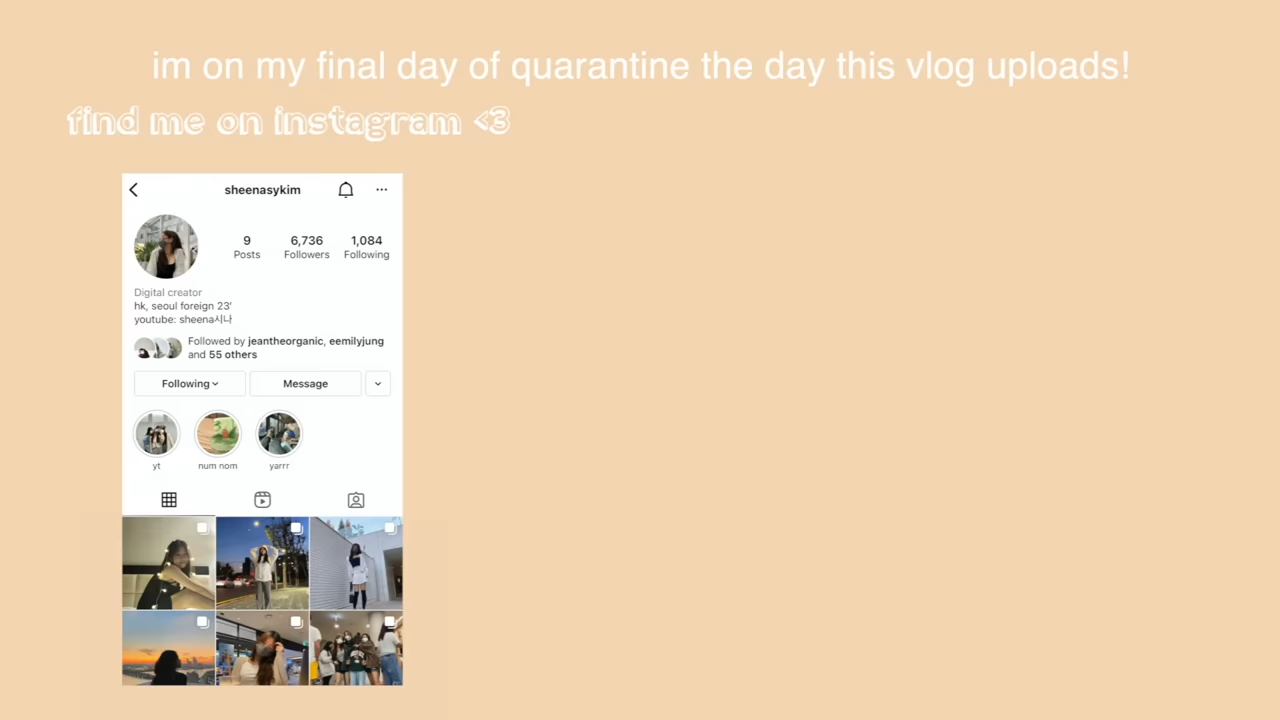 im on my final day of quarantine the day this vlog uploads!
find me on instagram <3
sheenasykim
9 6,736 1,084
Posts Followers Following
Digital creator
hk, seoul foreign 23'
youtube: sheena시나
Followed by jeantheorganic, eemilyjung
and 55 others
Following Message
yt num nom yarrr